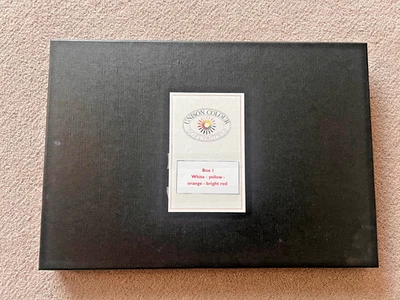 UNISON COLOUR
Box 1
White - yellow -
orange - bright red